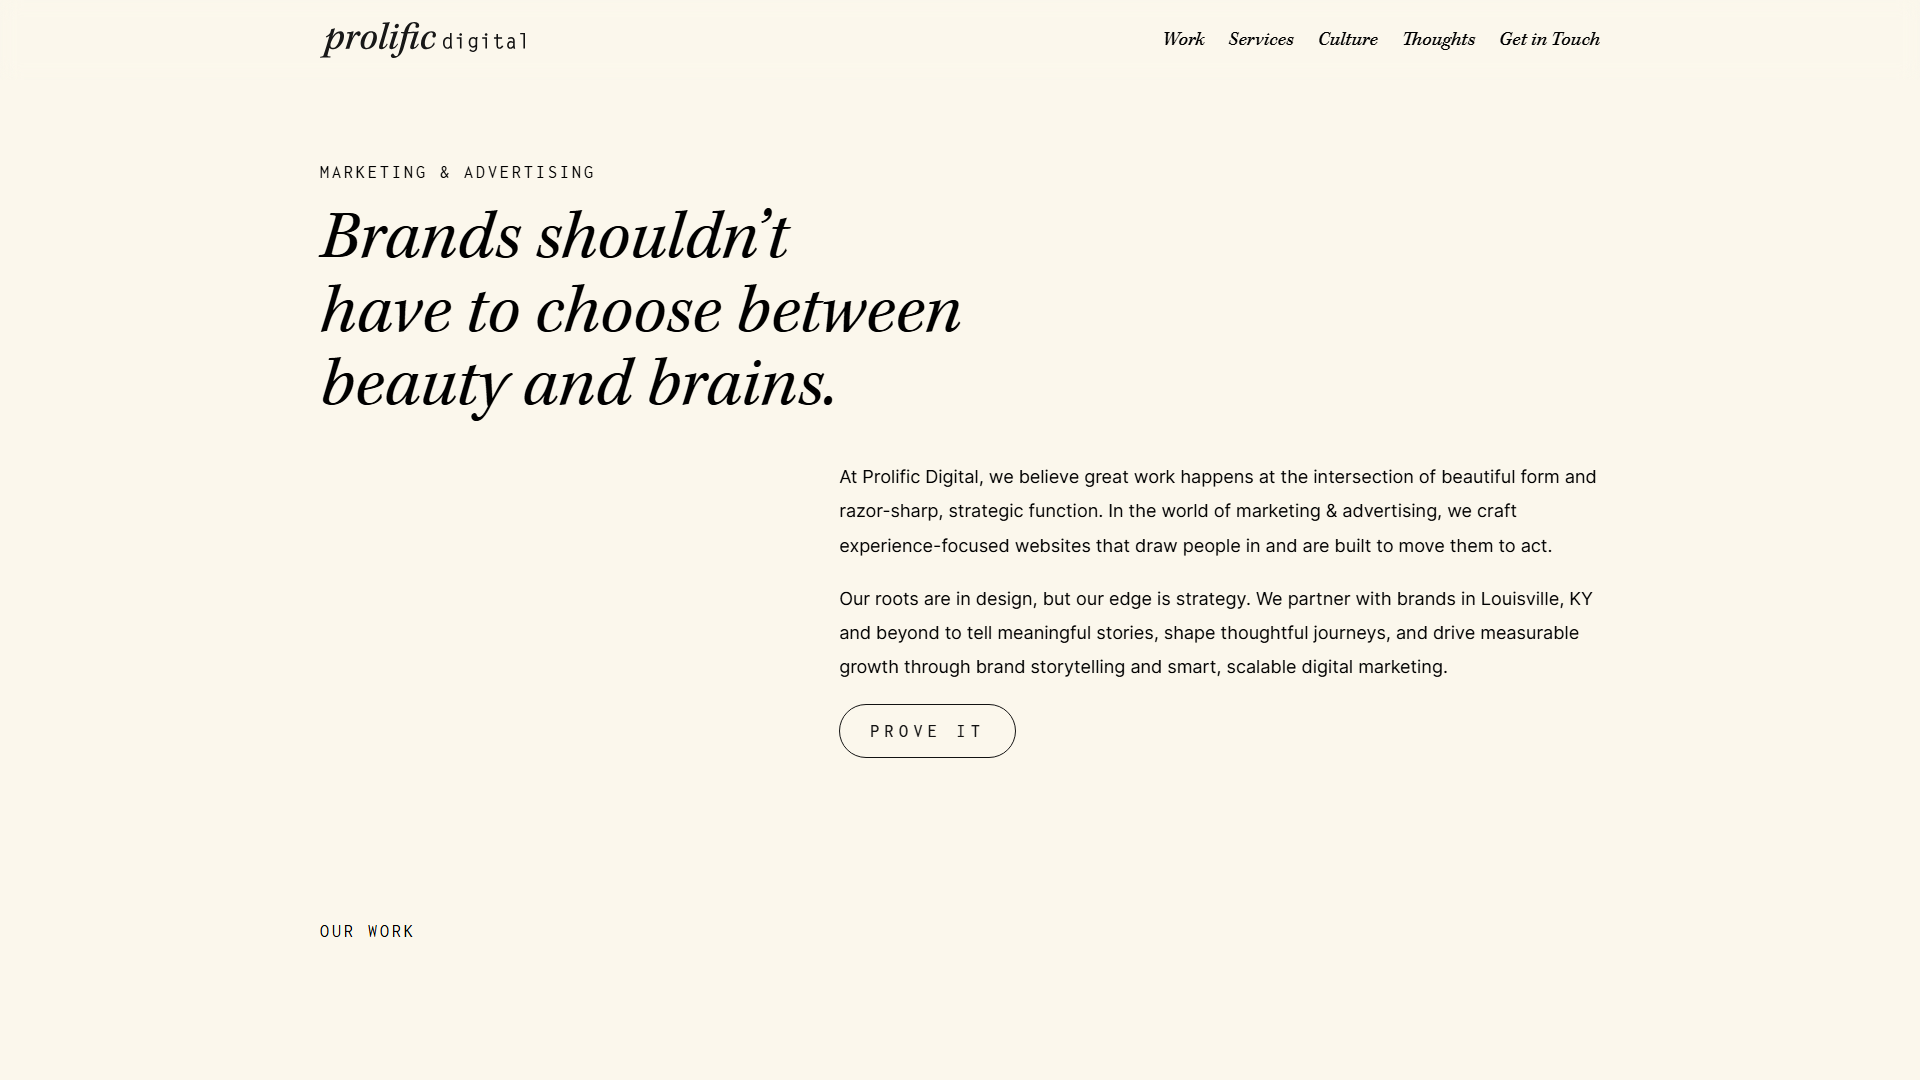 prolific digital
Work Services Culture Thoughts Get in Touch
MARKETING & ADVERTISING
Brands shouldn’t
have to choose between
beauty and brains.
At Prolific Digital, we believe great work happens at the intersection of beautiful form and
razor-sharp, strategic function. In the world of marketing & advertising, we craft
experience-focused websites that draw people in and are built to move them to act.
Our roots are in design, but our edge is strategy. We partner with brands in Louisville, KY
and beyond to tell meaningful stories, shape thoughtful journeys, and drive measurable
growth through brand storytelling and smart, scalable digital marketing.
PROVE IT
OUR WORK